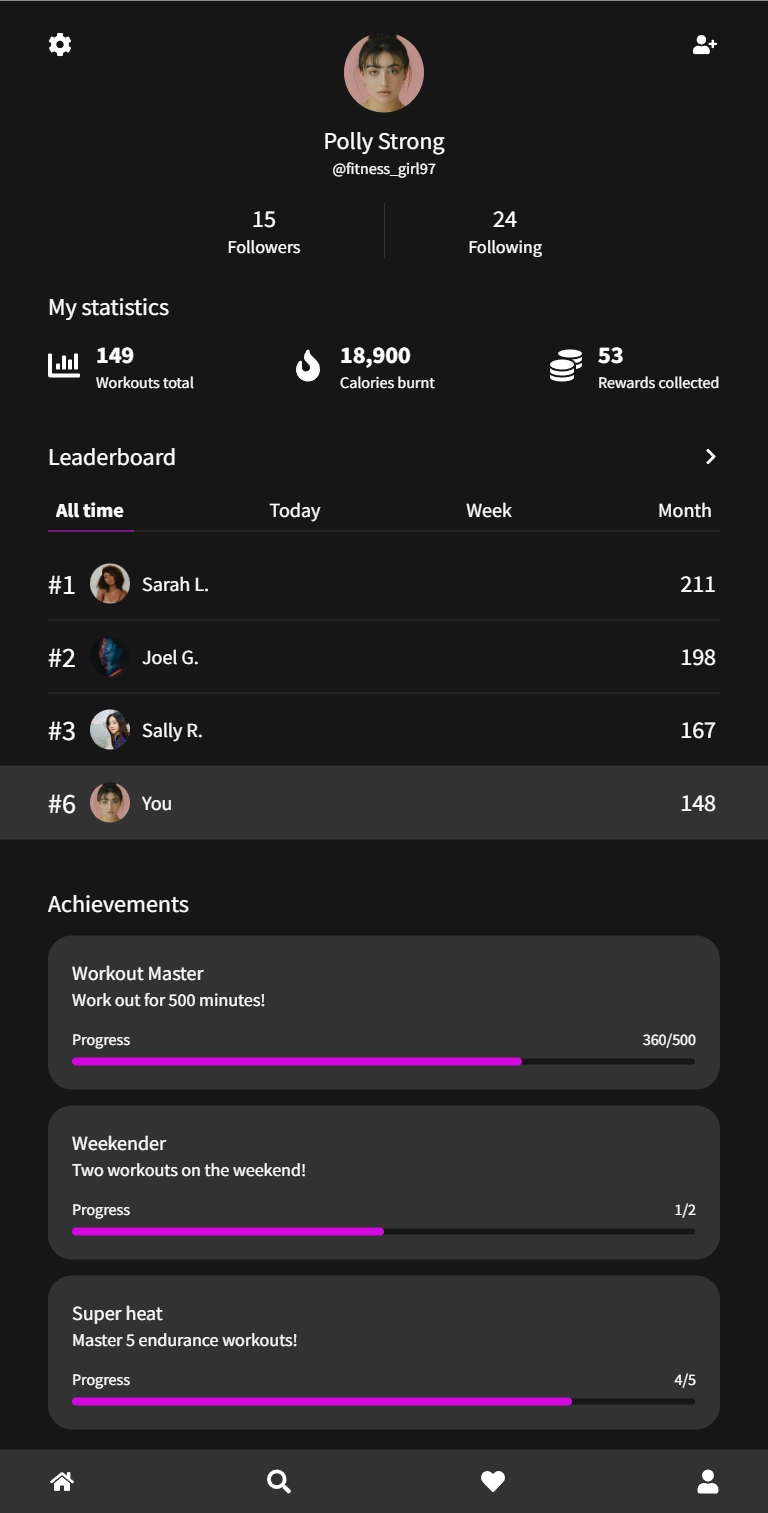 Polly Strong
@fitness_girl97
15 24
Followers Following
My statistics
149 18,900 53
Workouts total Calories burnt Rewards collected
Leaderboard
All time Today Week Month
#1 Sarah L. 211
#2 Joel G. 198
#3 Sally R. 167
#6 You 148
Achievements
Workout Master
Work out for 500 minutes!
Progress 360/500
Weekender
Two workouts on the weekend!
Progress 1/2
Super heat
Master 5 endurance workouts!
Progress 4/5